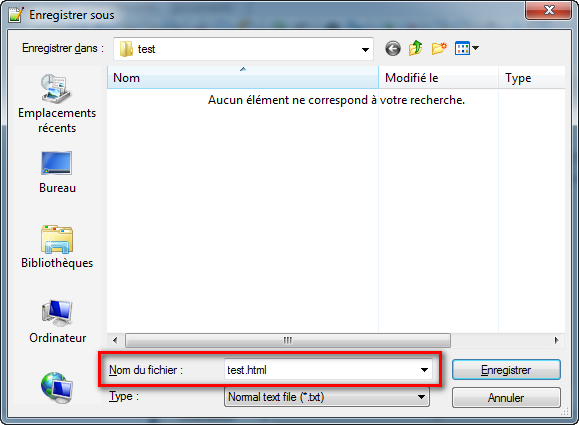 Enregistrer sous
Enregistrer dans : test
Nom Modifié le Type
Aucun élément ne correspond à votre recherche.
Emplacements
récents
Bureau
Bibliothèques
Ordinateur
Nom du fichier : test.html Enregistrer
Type : Normal text file (*.txt) Annuler